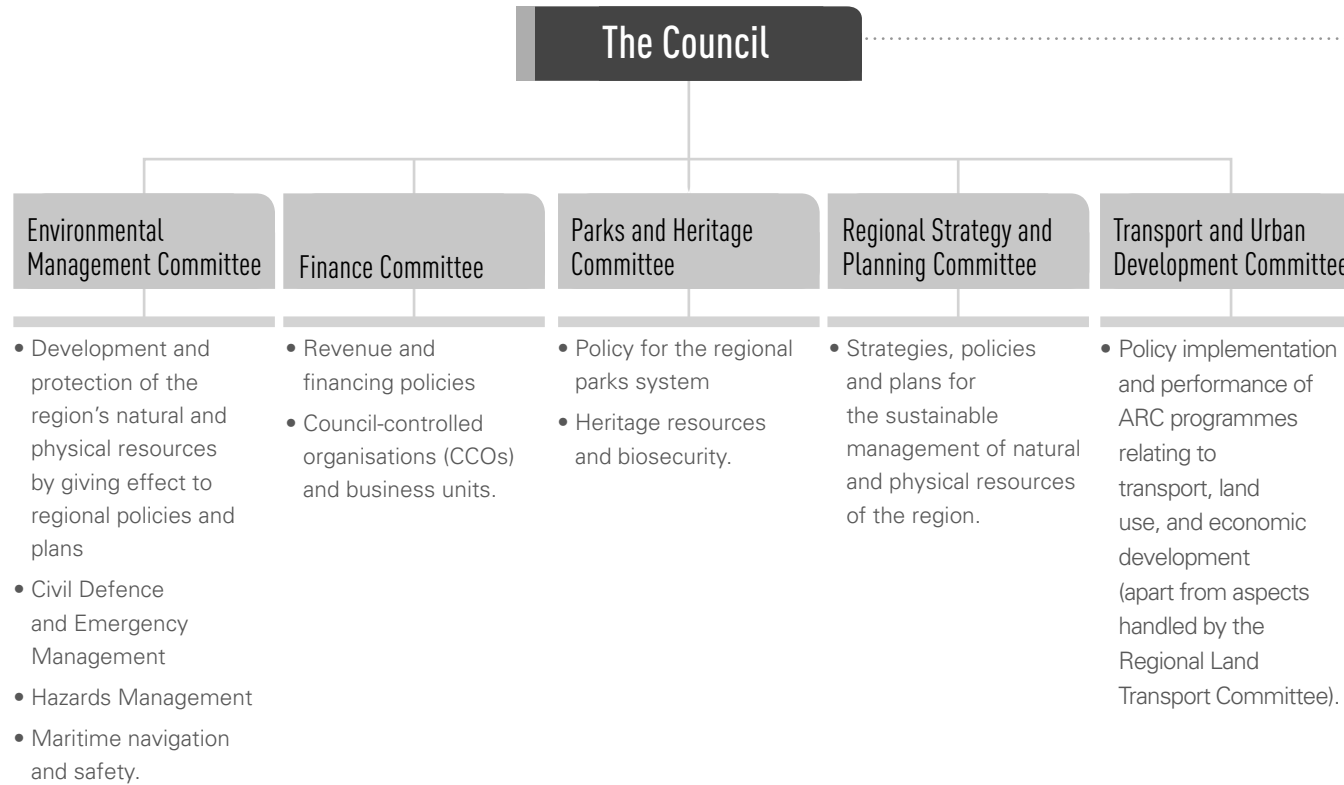 The Council
Environmental
Management Committee
Finance Committee
Parks and Heritage
Committee
Regional Strategy and
Planning Committee
Transport and Urban
Development Committee
• Development and
protection of the
region's natural and
physical resources
by giving effect to
regional policies and
plans
• Civil Defence
and Emergency
Management
• Hazards Management
• Maritime navigation
and safety.
• Revenue and
financing policies
• Council-controlled
organisations (CCOs)
and business units.
• Policy for the regional
parks system
• Heritage resources
and biosecurity.
• Strategies, policies
and plans for
the sustainable
management of natural
and physical resources
of the region.
• Policy implementation
and performance of
ARC programmes
relating to
transport, land
use, and economic
development
(apart from aspects
handled by the
Regional Land
Transport Committee).